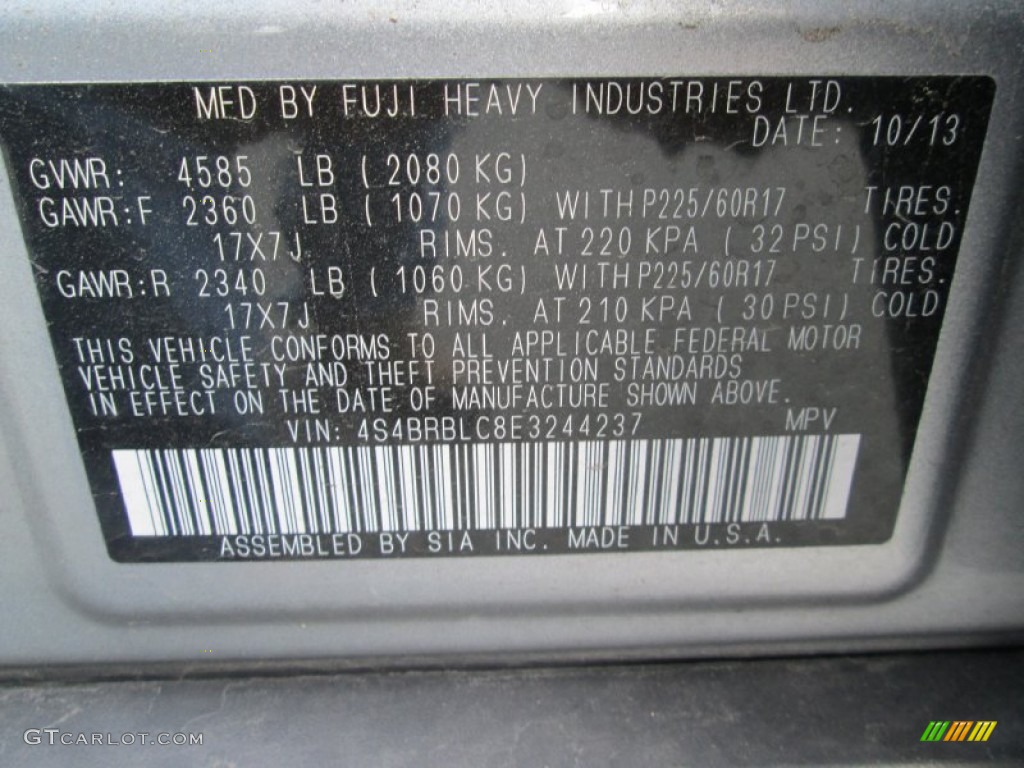 MFD BY FUJI HEAVY INDUSTRIES LTD.
DATE: 10/13
GVWR: 4585 LB ( 2080 KG)
GAWR:F 2360 LB ( 1070 KG) WITH P225/60R17 TIRES.
17X7J RIMS. AT 220 KPA ( 32 PSI) COLD
GAWR:R 2340 LB ( 1060 KG) WITH P225/60R17 TIRES.
17X7J RIMS. AT 210 KPA ( 30 PSI) COLD
THIS VEHICLE CONFORMS TO ALL APPLICABLE FEDERAL MOTOR
VEHICLE SAFETY AND THEFT PREVENTION STANDARDS
IN EFFECT ON THE DATE OF MANUFACTURE SHOWN ABOVE.
VIN: 4S4BRBLC8E3244237 MPV
ASSEMBLED BY SIA INC. MADE IN U.S.A.
GTCARLOT.COM